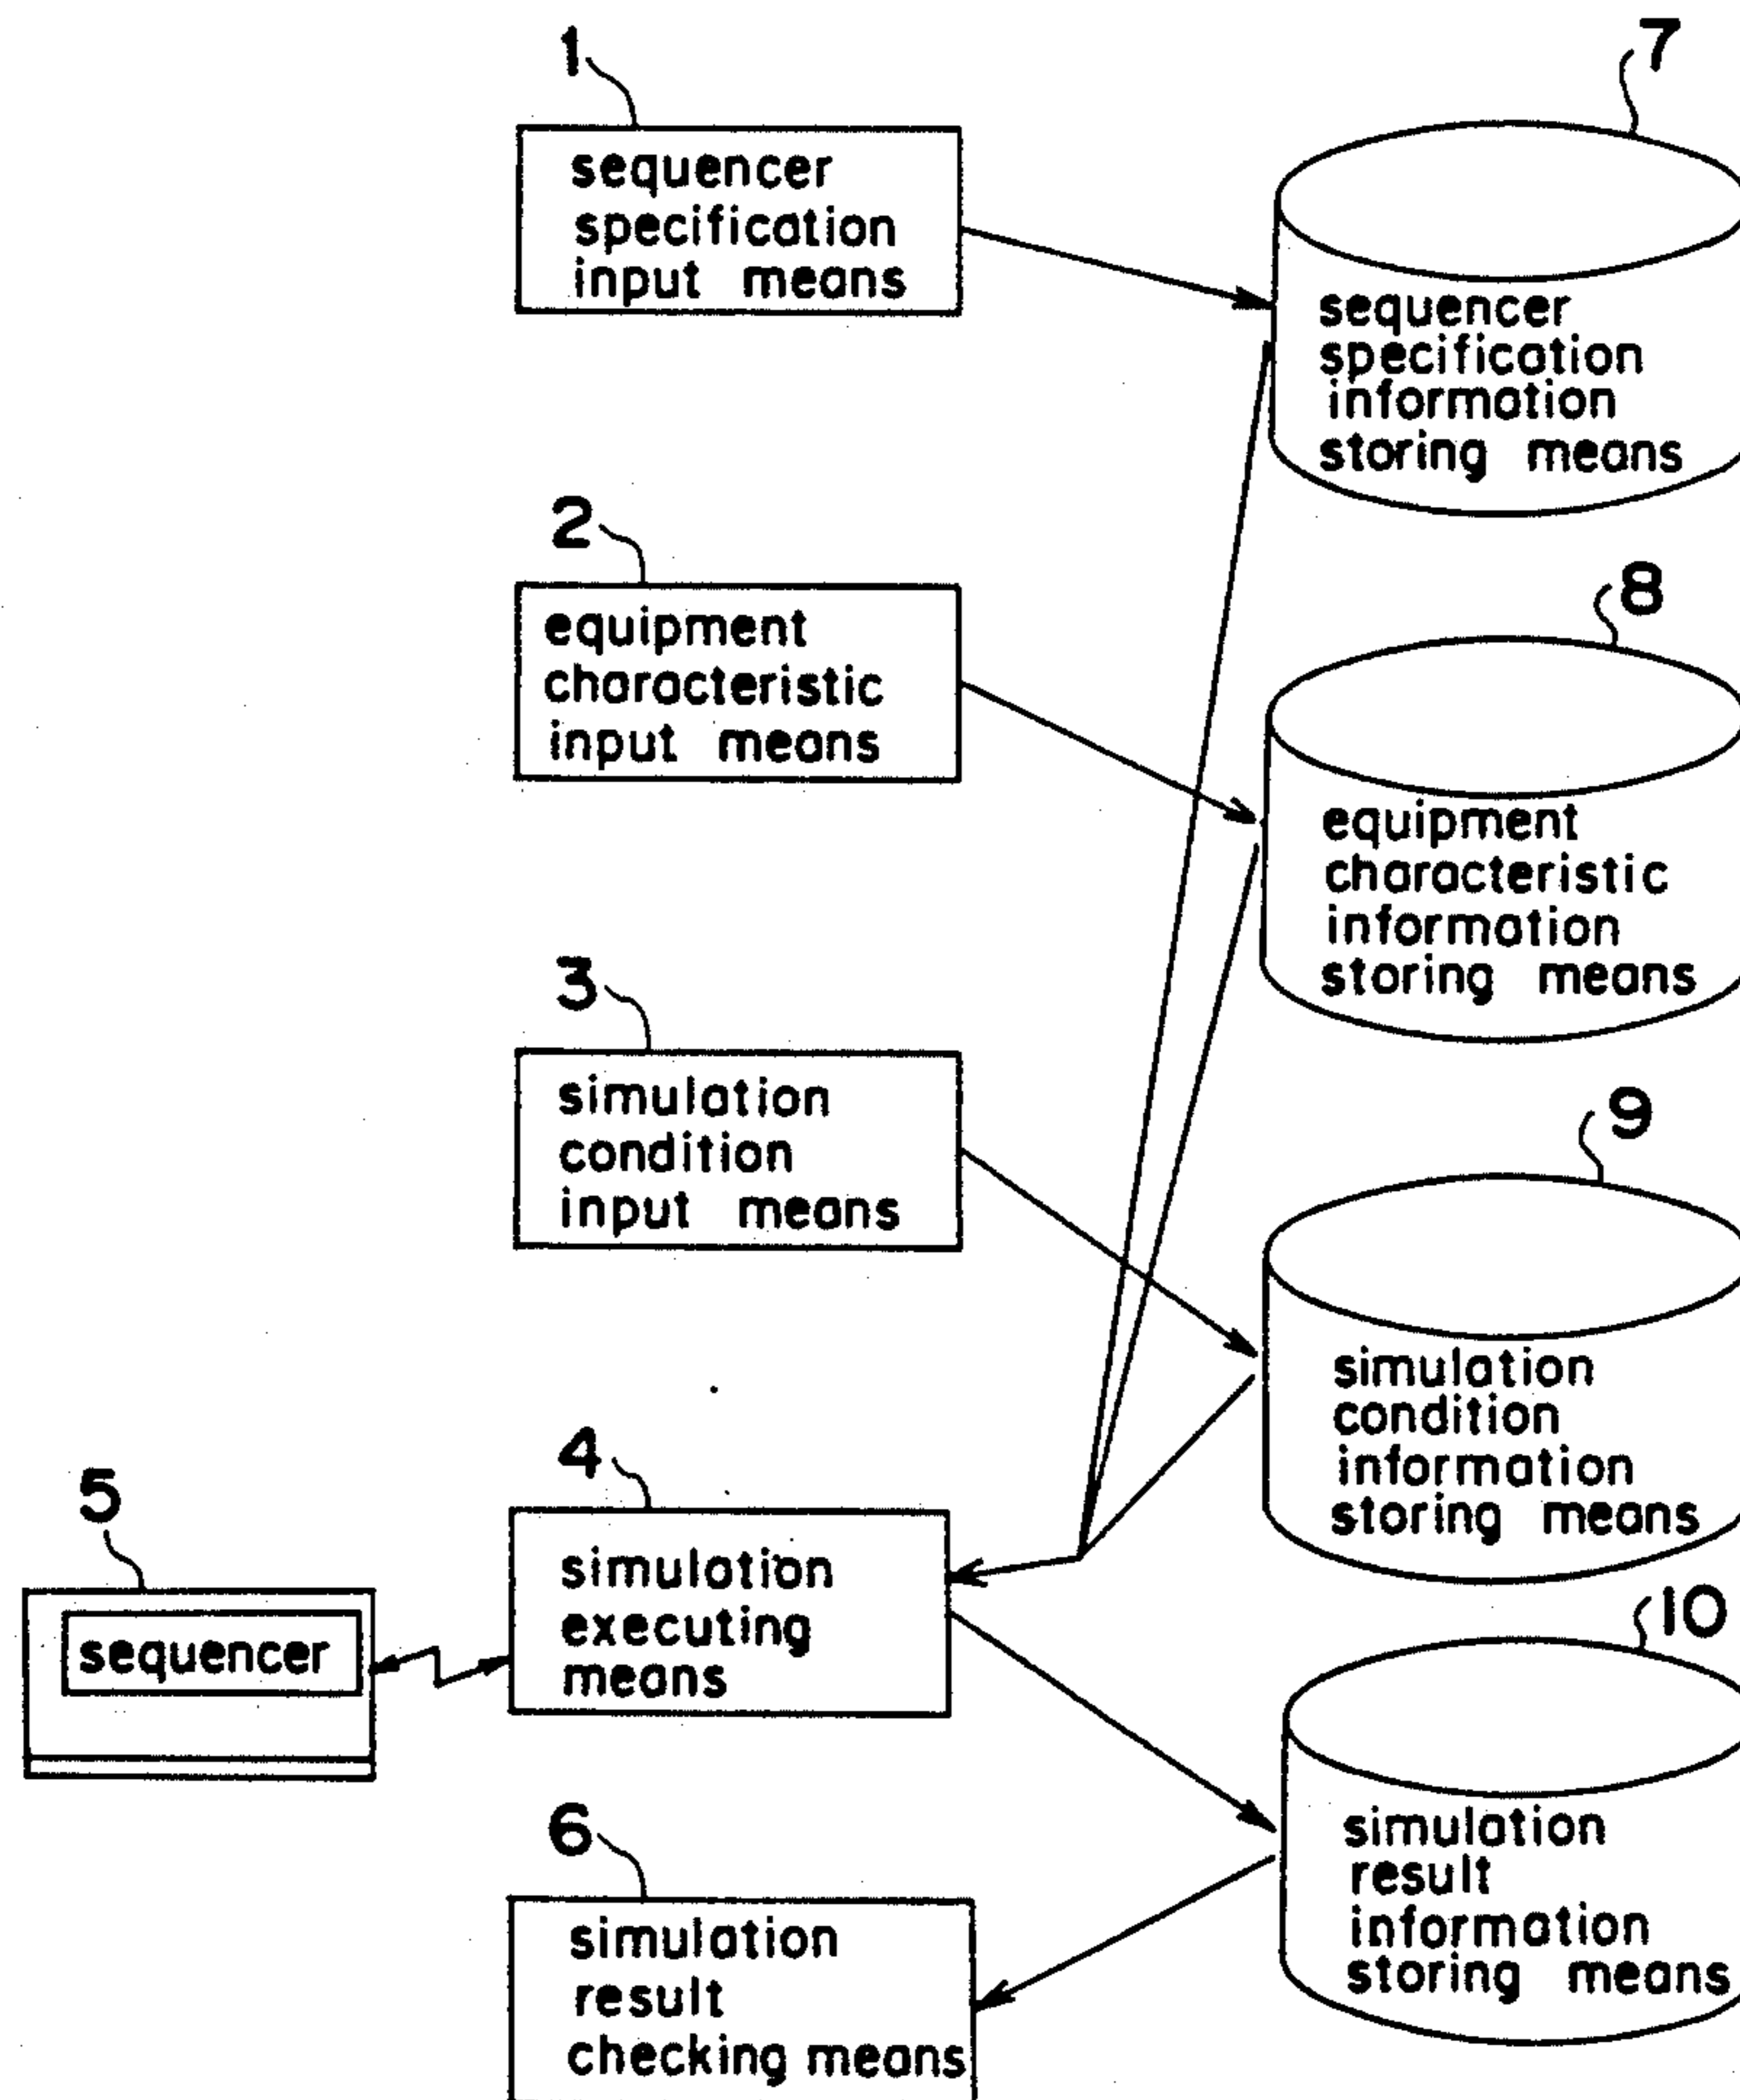 1
sequencer
specification
input means
7
sequencer
specification
information
storing means
2
equipment
characteristic
input means
8
equipment
characteristic
information
storing means
3
simulation
condition
input means
9
simulation
condition
information
storing means
4
simulation
executing
means
5
sequencer
10
simulation
result
information
storing means
6
simulation
result
checking means